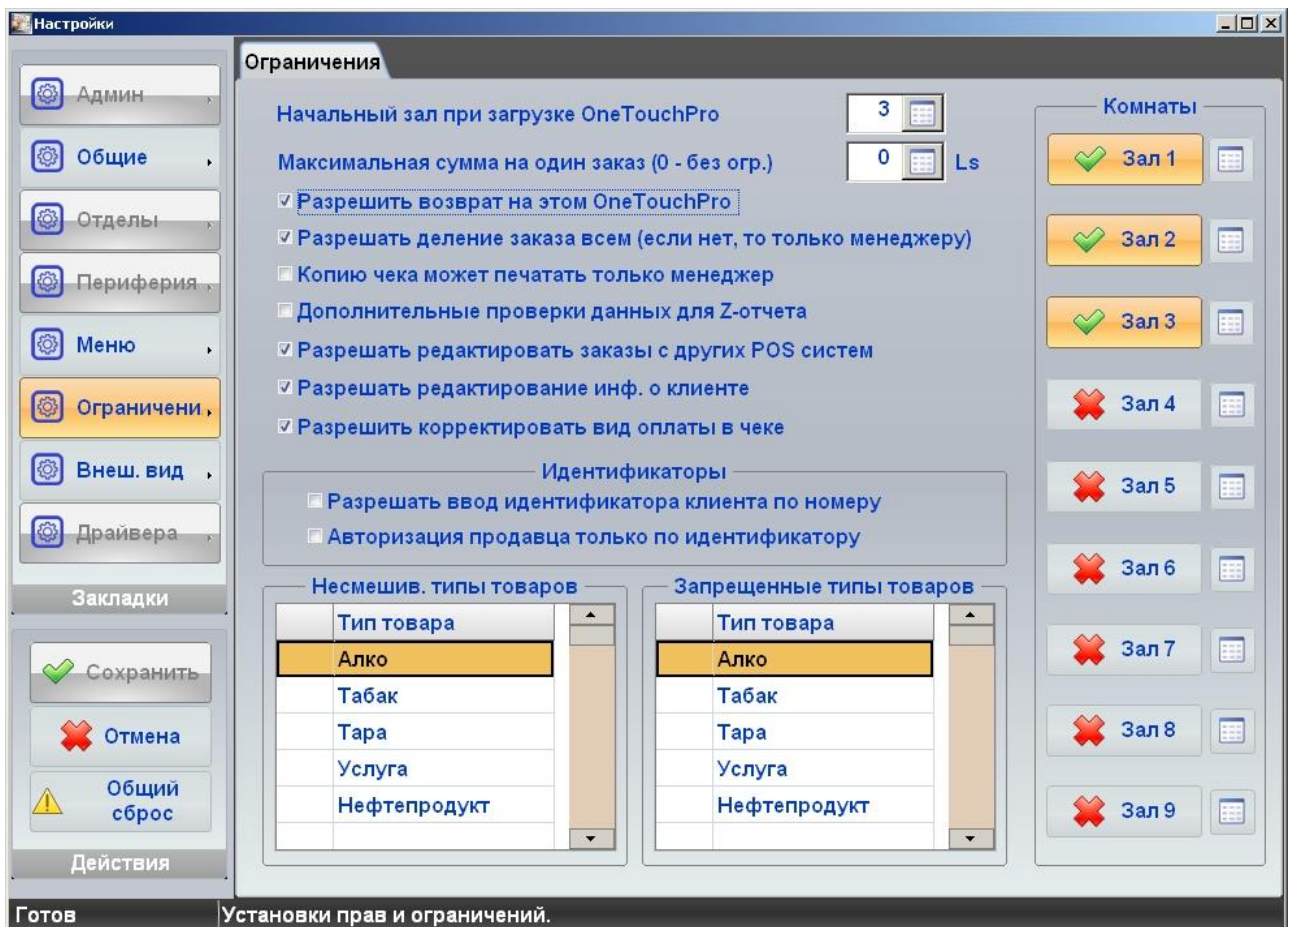 Настройки
Админ
Общие
Отделы
Периферия
Меню
Ограничени
Внеш. вид
Драйвера
Закладки
Сохранить
Отмена
Общий
сброс
Действия
Ограничения
Начальный зал при загрузке OneTouchPro 3
Максимальная сумма на один заказ (0 - без огр.) 0 Ls
Разрешить возврат на этом OneTouchPro
Разрешать деление заказа всем (если нет, то только менеджеру)
Копию чека может печатать только менеджер
Дополнительные проверки данных для Z-отчета
Разрешать редактировать заказы с других POS систем
Разрешать редактирование инф. о клиенте
Разрешить корректировать вид оплаты в чеке
Идентификаторы
Разрешать ввод идентификатора клиента по номеру
Авторизация продавца только по идентификатору
Несмешив. типы товаров
Тип товара
Алко
Табак
Тара
Услуга
Нефтепродукт
Запрещенные типы товаров
Тип товара
Алко
Табак
Тара
Услуга
Нефтепродукт
Комнаты
Зал 1
Зал 2
Зал 3
Зал 4
Зал 5
Зал 6
Зал 7
Зал 8
Зал 9
Готов
Установки прав и ограничений.